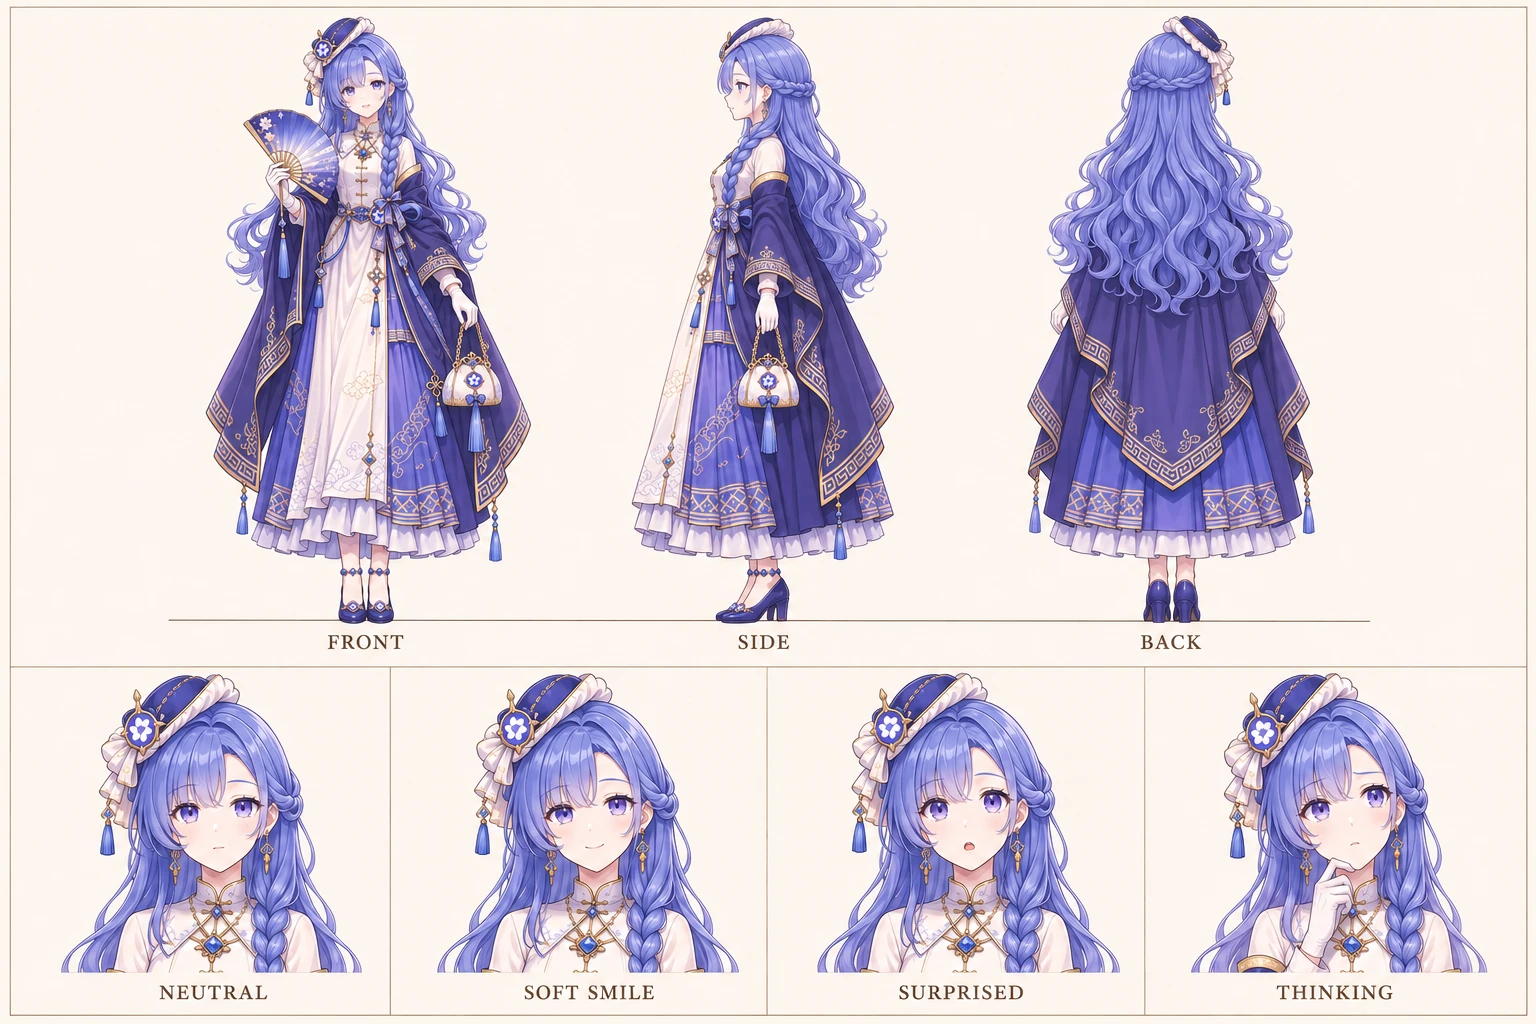 FRONT
SIDE
BACK
NEUTRAL
SOFT SMILE
SURPRISED
THINKING